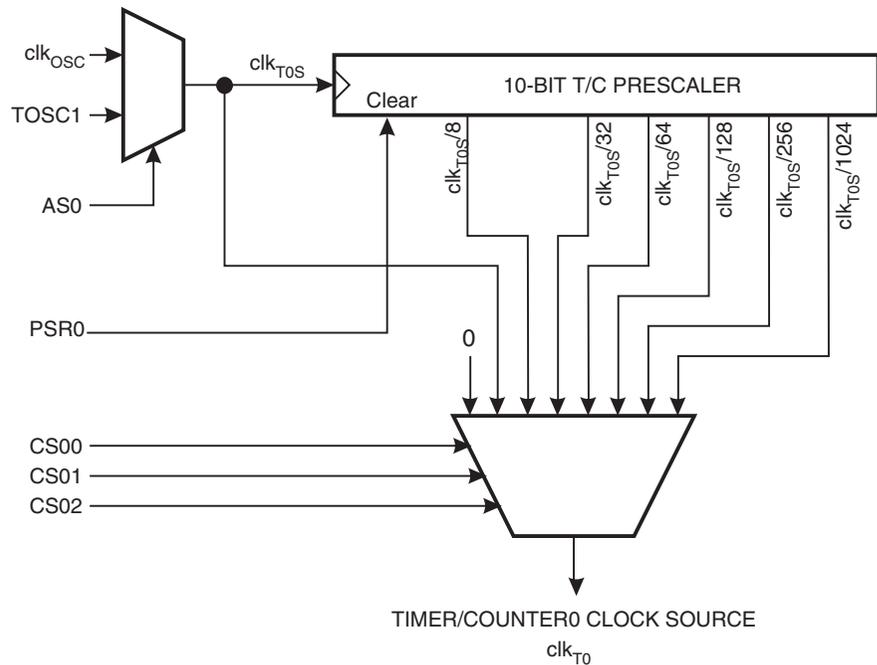 clkOSC
clkT0S
TOSC1
10-BIT T/C PRESCALER
Clear
clkT0S/8
clkT0S/32
clkT0S/64
clkT0S/128
clkT0S/256
clkT0S/1024
AS0
PSR0
0
CS00
CS01
CS02
TIMER/COUNTER0 CLOCK SOURCE
clkT0